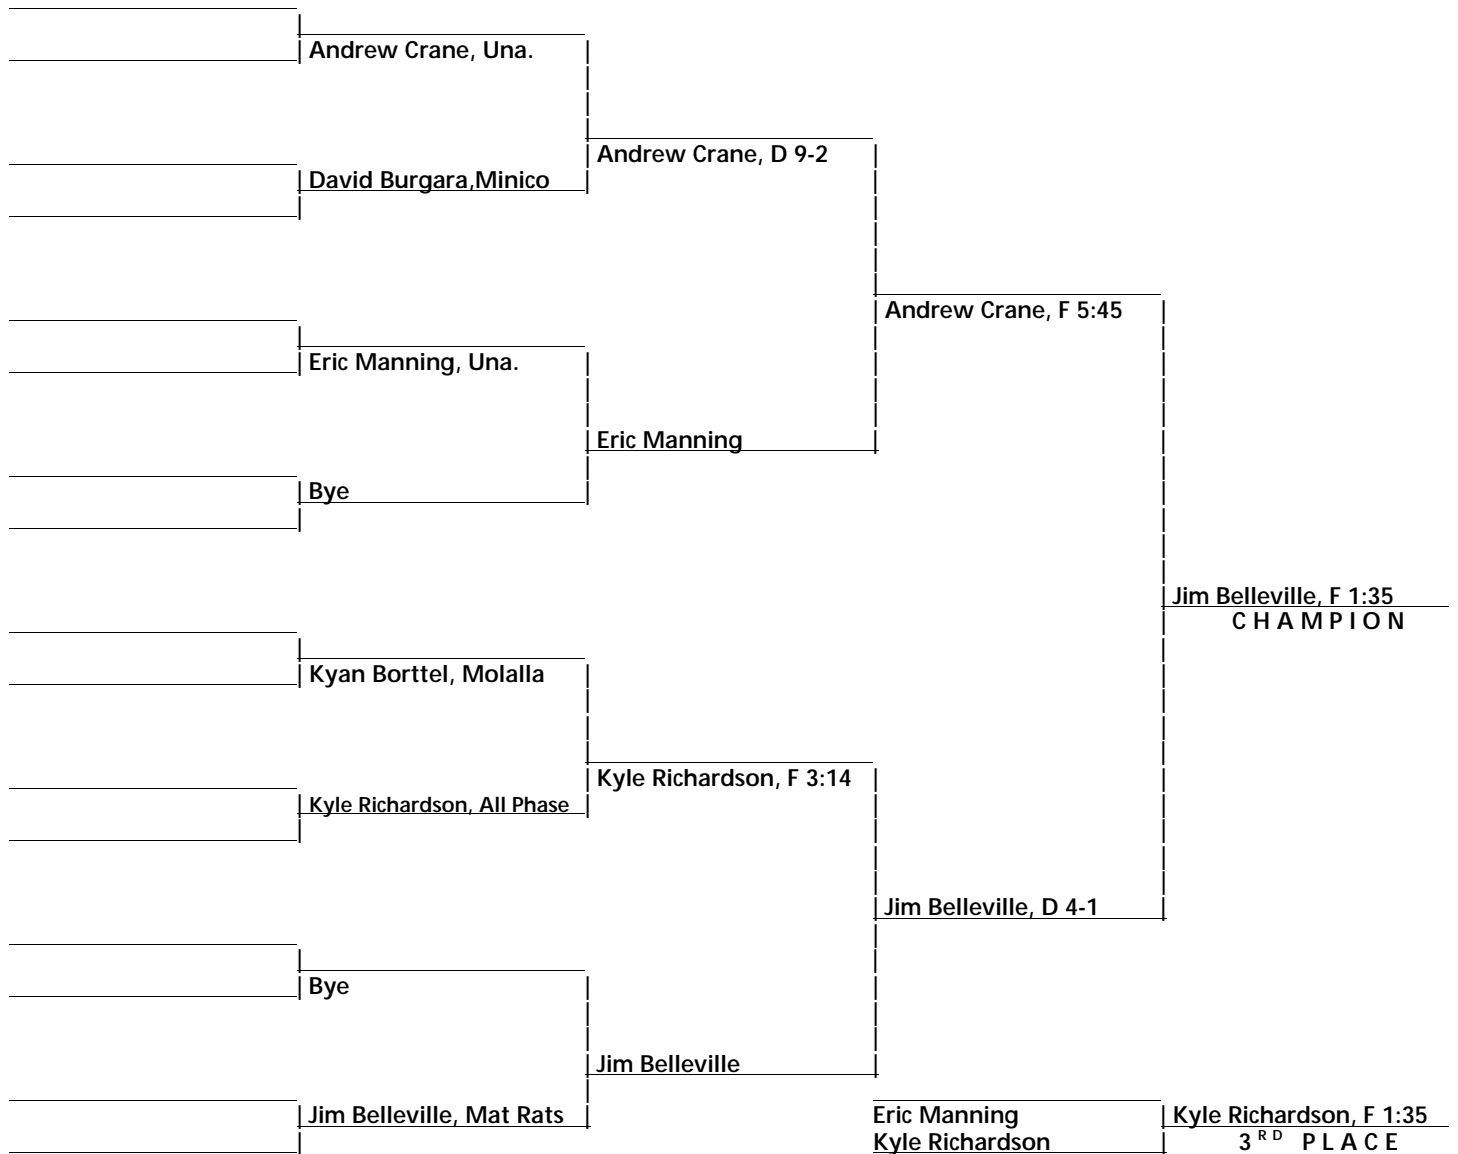 Andrew Crane, Una.
Andrew Crane, D 9-2
David Burgara,Minico
Andrew Crane, F 5:45
Eric Manning, Una.
Eric Manning
Bye
Jim Belleville, F 1:35
CHAMPION
Kyan Borttel, Molalla
Kyle Richardson, F 3:14
Kyle Richardson, All Phase
Jim Belleville, D 4-1
Bye
Jim Belleville
Jim Belleville, Mat Rats
Eric Manning
Kyle Richardson
Kyle Richardson, F 1:35
3RD PLACE